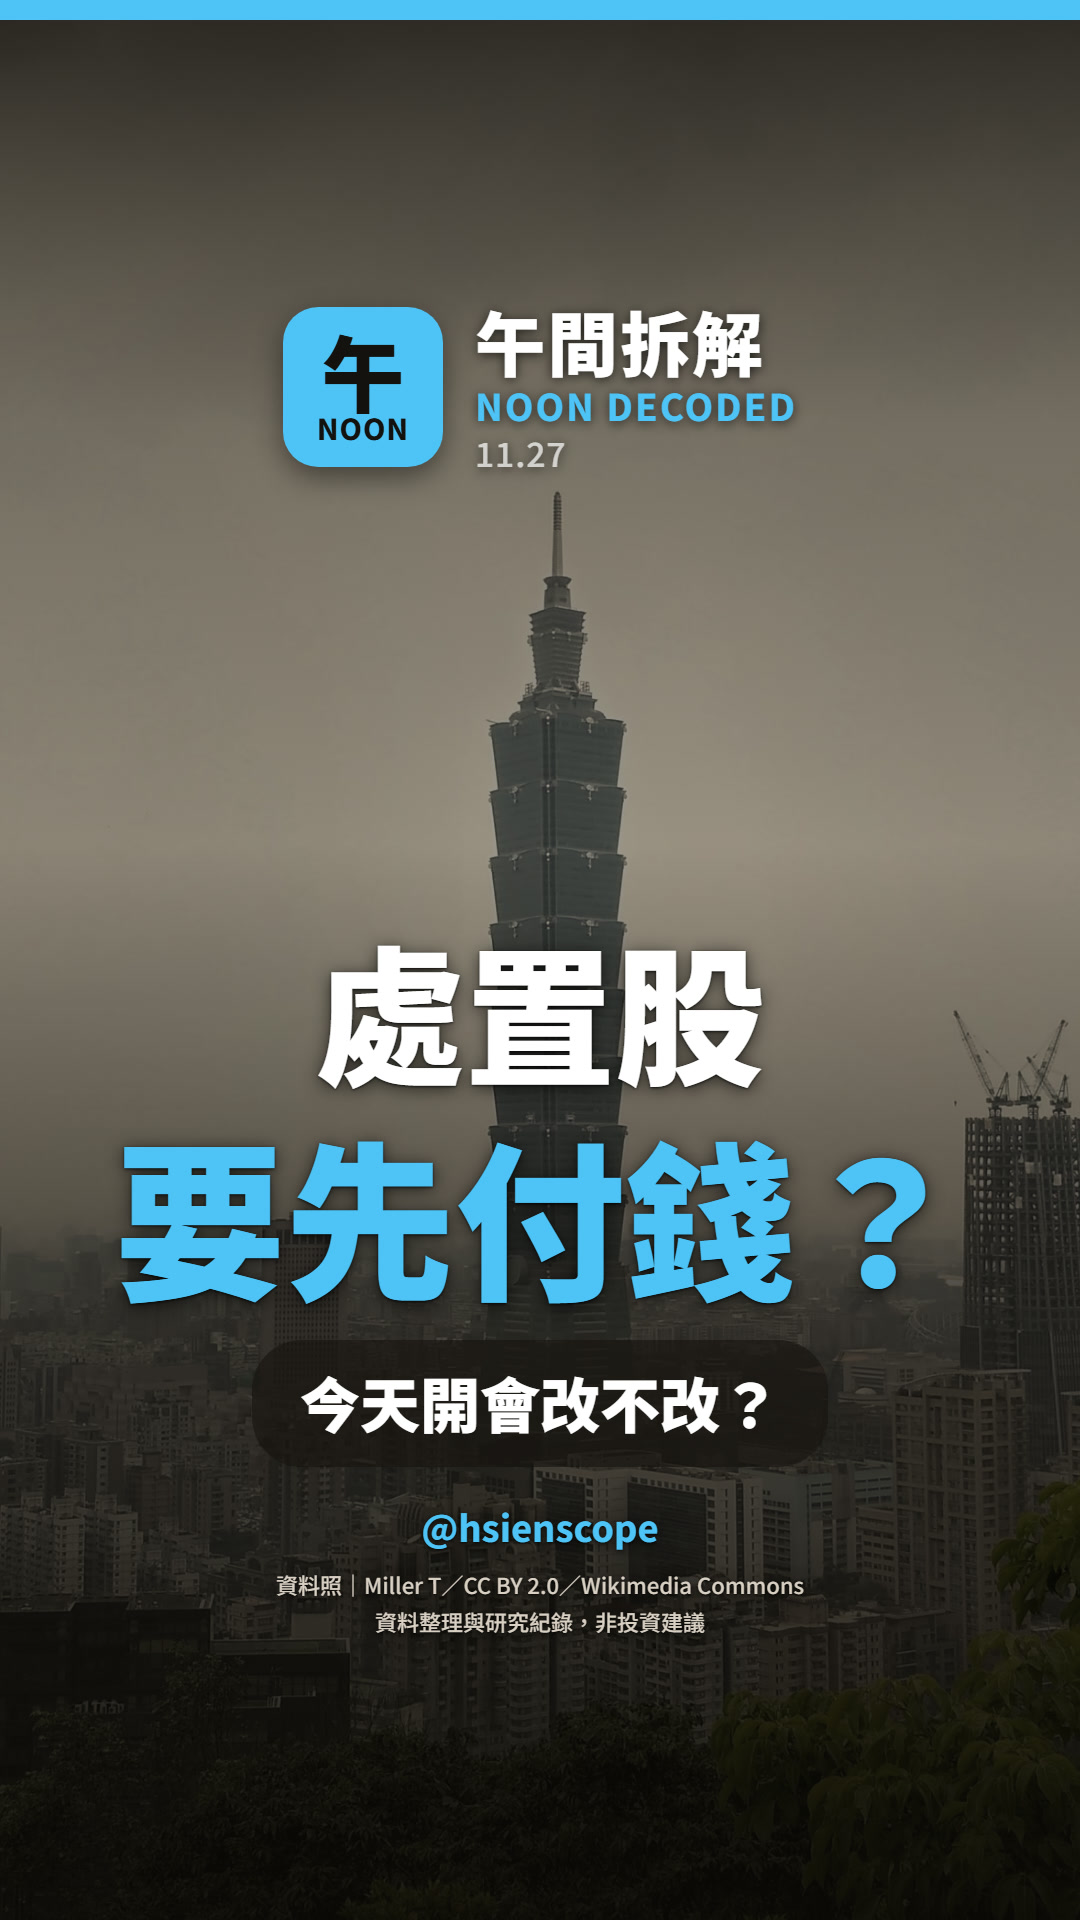 午
NOON
午間拆解
NOON DECODED
11.27
處置股
要先付錢？
今天開會改不改？
@hsienscope
資料照｜Miller T／CC BY 2.0／Wikimedia Commons
資料整理與研究紀錄，非投資建議